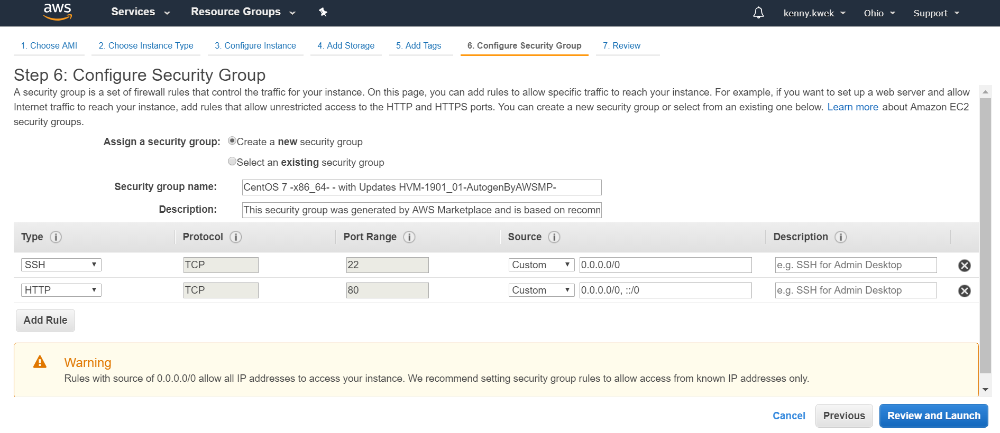 aws Services Resource Groups kenny.kwek Ohio Support
1. Choose AMI 2. Choose Instance Type 3. Configure Instance 4. Add Storage 5. Add Tags 6. Configure Security Group 7. Review
Step 6: Configure Security Group
A security group is a set of firewall rules that control the traffic for your instance. On this page, you can add rules to allow specific traffic to reach your instance. For example, if you want to set up a web server and allow
Internet traffic to reach your instance, add rules that allow unrestricted access to the HTTP and HTTPS ports. You can create a new security group or select from an existing one below. Learn more about Amazon EC2
security groups.
Assign a security group: Create a new security group
Select an existing security group
Security group name: CentOS 7 -x86_64- - with Updates HVM-1901_01-AutogenByAWSMP-
Description: This security group was generated by AWS Marketplace and is based on recomm
Type i Protocol i Port Range i Source i Description i
SSH TCP 22 Custom 0.0.0.0/0 e.g. SSH for Admin Desktop
HTTP TCP 80 Custom 0.0.0.0/0, ::/0 e.g. SSH for Admin Desktop
Add Rule
Warning
Rules with source of 0.0.0.0/0 allow all IP addresses to access your instance. We recommend setting security group rules to allow access from known IP addresses only.
Cancel Previous Review and Launch